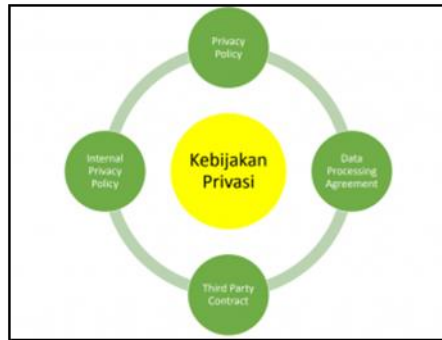 Privacy
Policy
Internal
Privacy
Policy
Kebijakan
Privasi
Data
Processing
Agreement
Third Party
Contract